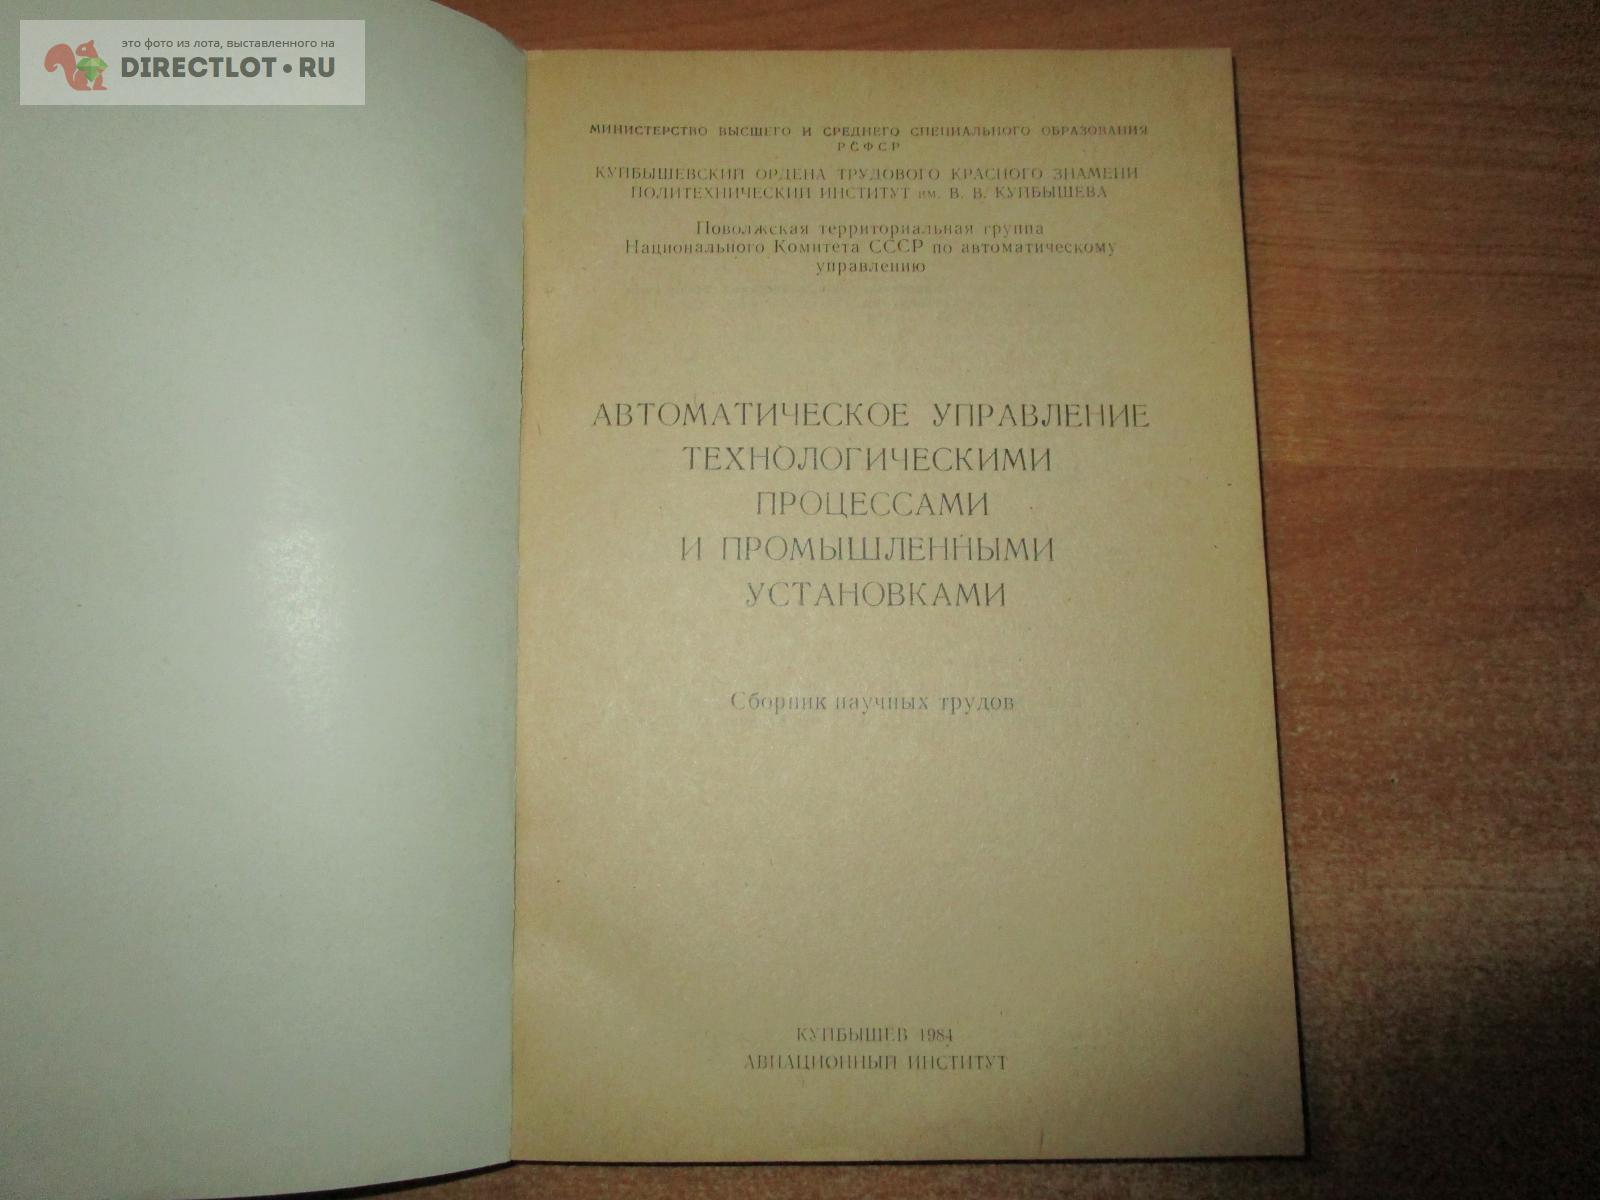 это фото из лота, выставленного на
DIRECTLOT•RU
МИНИСТЕРСТВО ВЫСШЕГО И СРЕДНЕГО СПЕЦИАЛЬНОГО ОБРАЗОВАНИЯ
РСФСР
КУЙБЫШЕВСКИЙ ОРДЕНА ТРУДОВОГО КРАСНОГО ЗНАМЕНИ
ПОЛИТЕХНИЧЕСКИЙ ИНСТИТУТ им. В. В. КУЙБЫШЕВА
Поволжская территориальная группа
Национального Комитета СССР по автоматическому
управлению
АВТОМАТИЧЕСКОЕ УПРАВЛЕНИЕ
ТЕХНОЛОГИЧЕСКИМИ
ПРОЦЕССАМИ
И ПРОМЫШЛЕННЫМИ
УСТАНОВКАМИ
Сборник научных трудов
КУЙБЫШЕВ 1984
АВИАЦИОННЫЙ ИНСТИТУТ